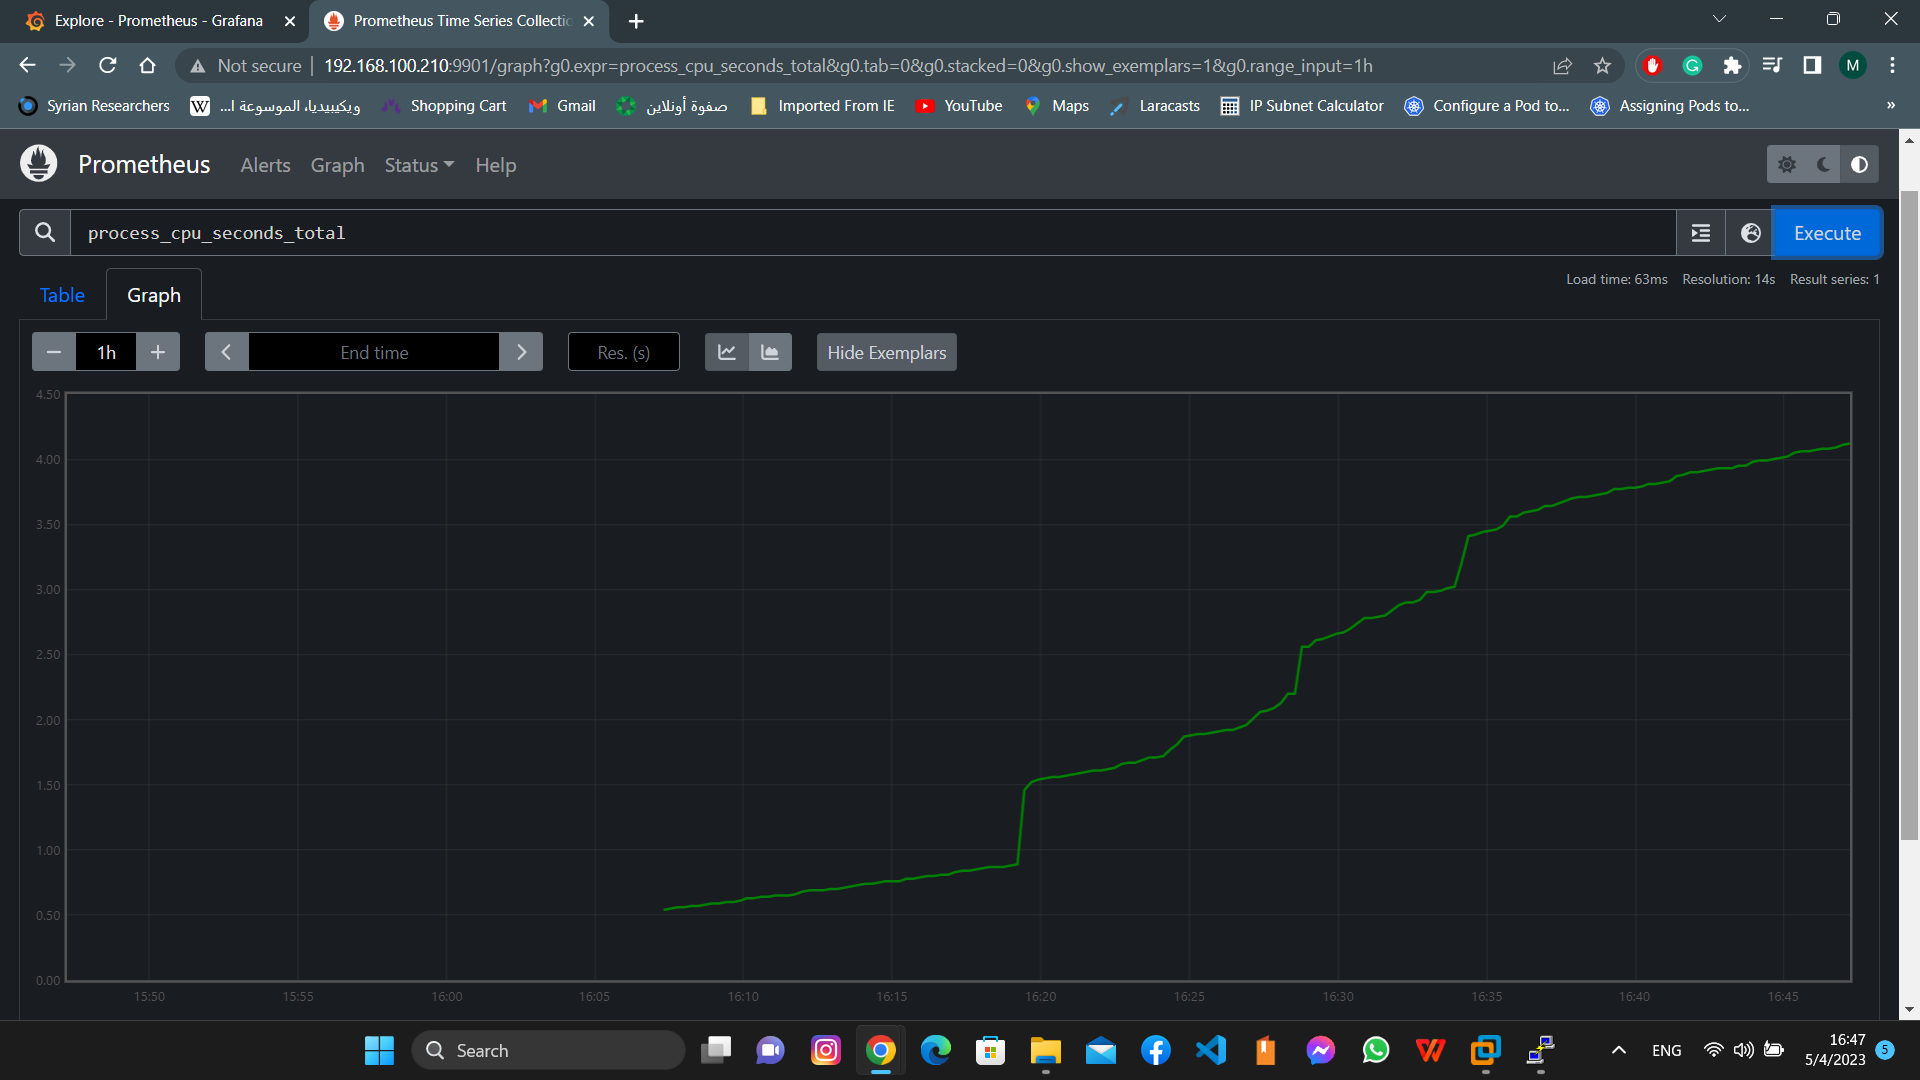 Explore - Prometheus - Grafana
Prometheus Time Series Collectic
Not secure
192.168.100.210:9901/graph?g0.expr=process_cpu_seconds_total&g0.tab=0&g0.stacked=0&g0.show_exemplars=1&g0.range_input=1h
M
Syrian Researchers
W
ويكيبيديا، الموسوعة ا...
Shopping Cart
Gmail
صفوة أونلاين
Imported From IE
YouTube
Maps
Laracasts
IP Subnet Calculator
Configure a Pod to...
Assigning Pods to...
»
Prometheus
Alerts
Graph
Status
Help
process_cpu_seconds_total
Execute
Table
Graph
Load time: 63ms
Resolution: 14s
Result series: 1
1h
End time
Res. (s)
Hide Exemplars
4.50
4.00
3.50
3.00
2.50
2.00
1.50
1.00
0.50
0.00
15:50
15:55
16:00
16:05
16:10
16:15
16:20
16:25
16:30
16:35
16:40
16:45
Search
ENG
16:47
5/4/2023
5